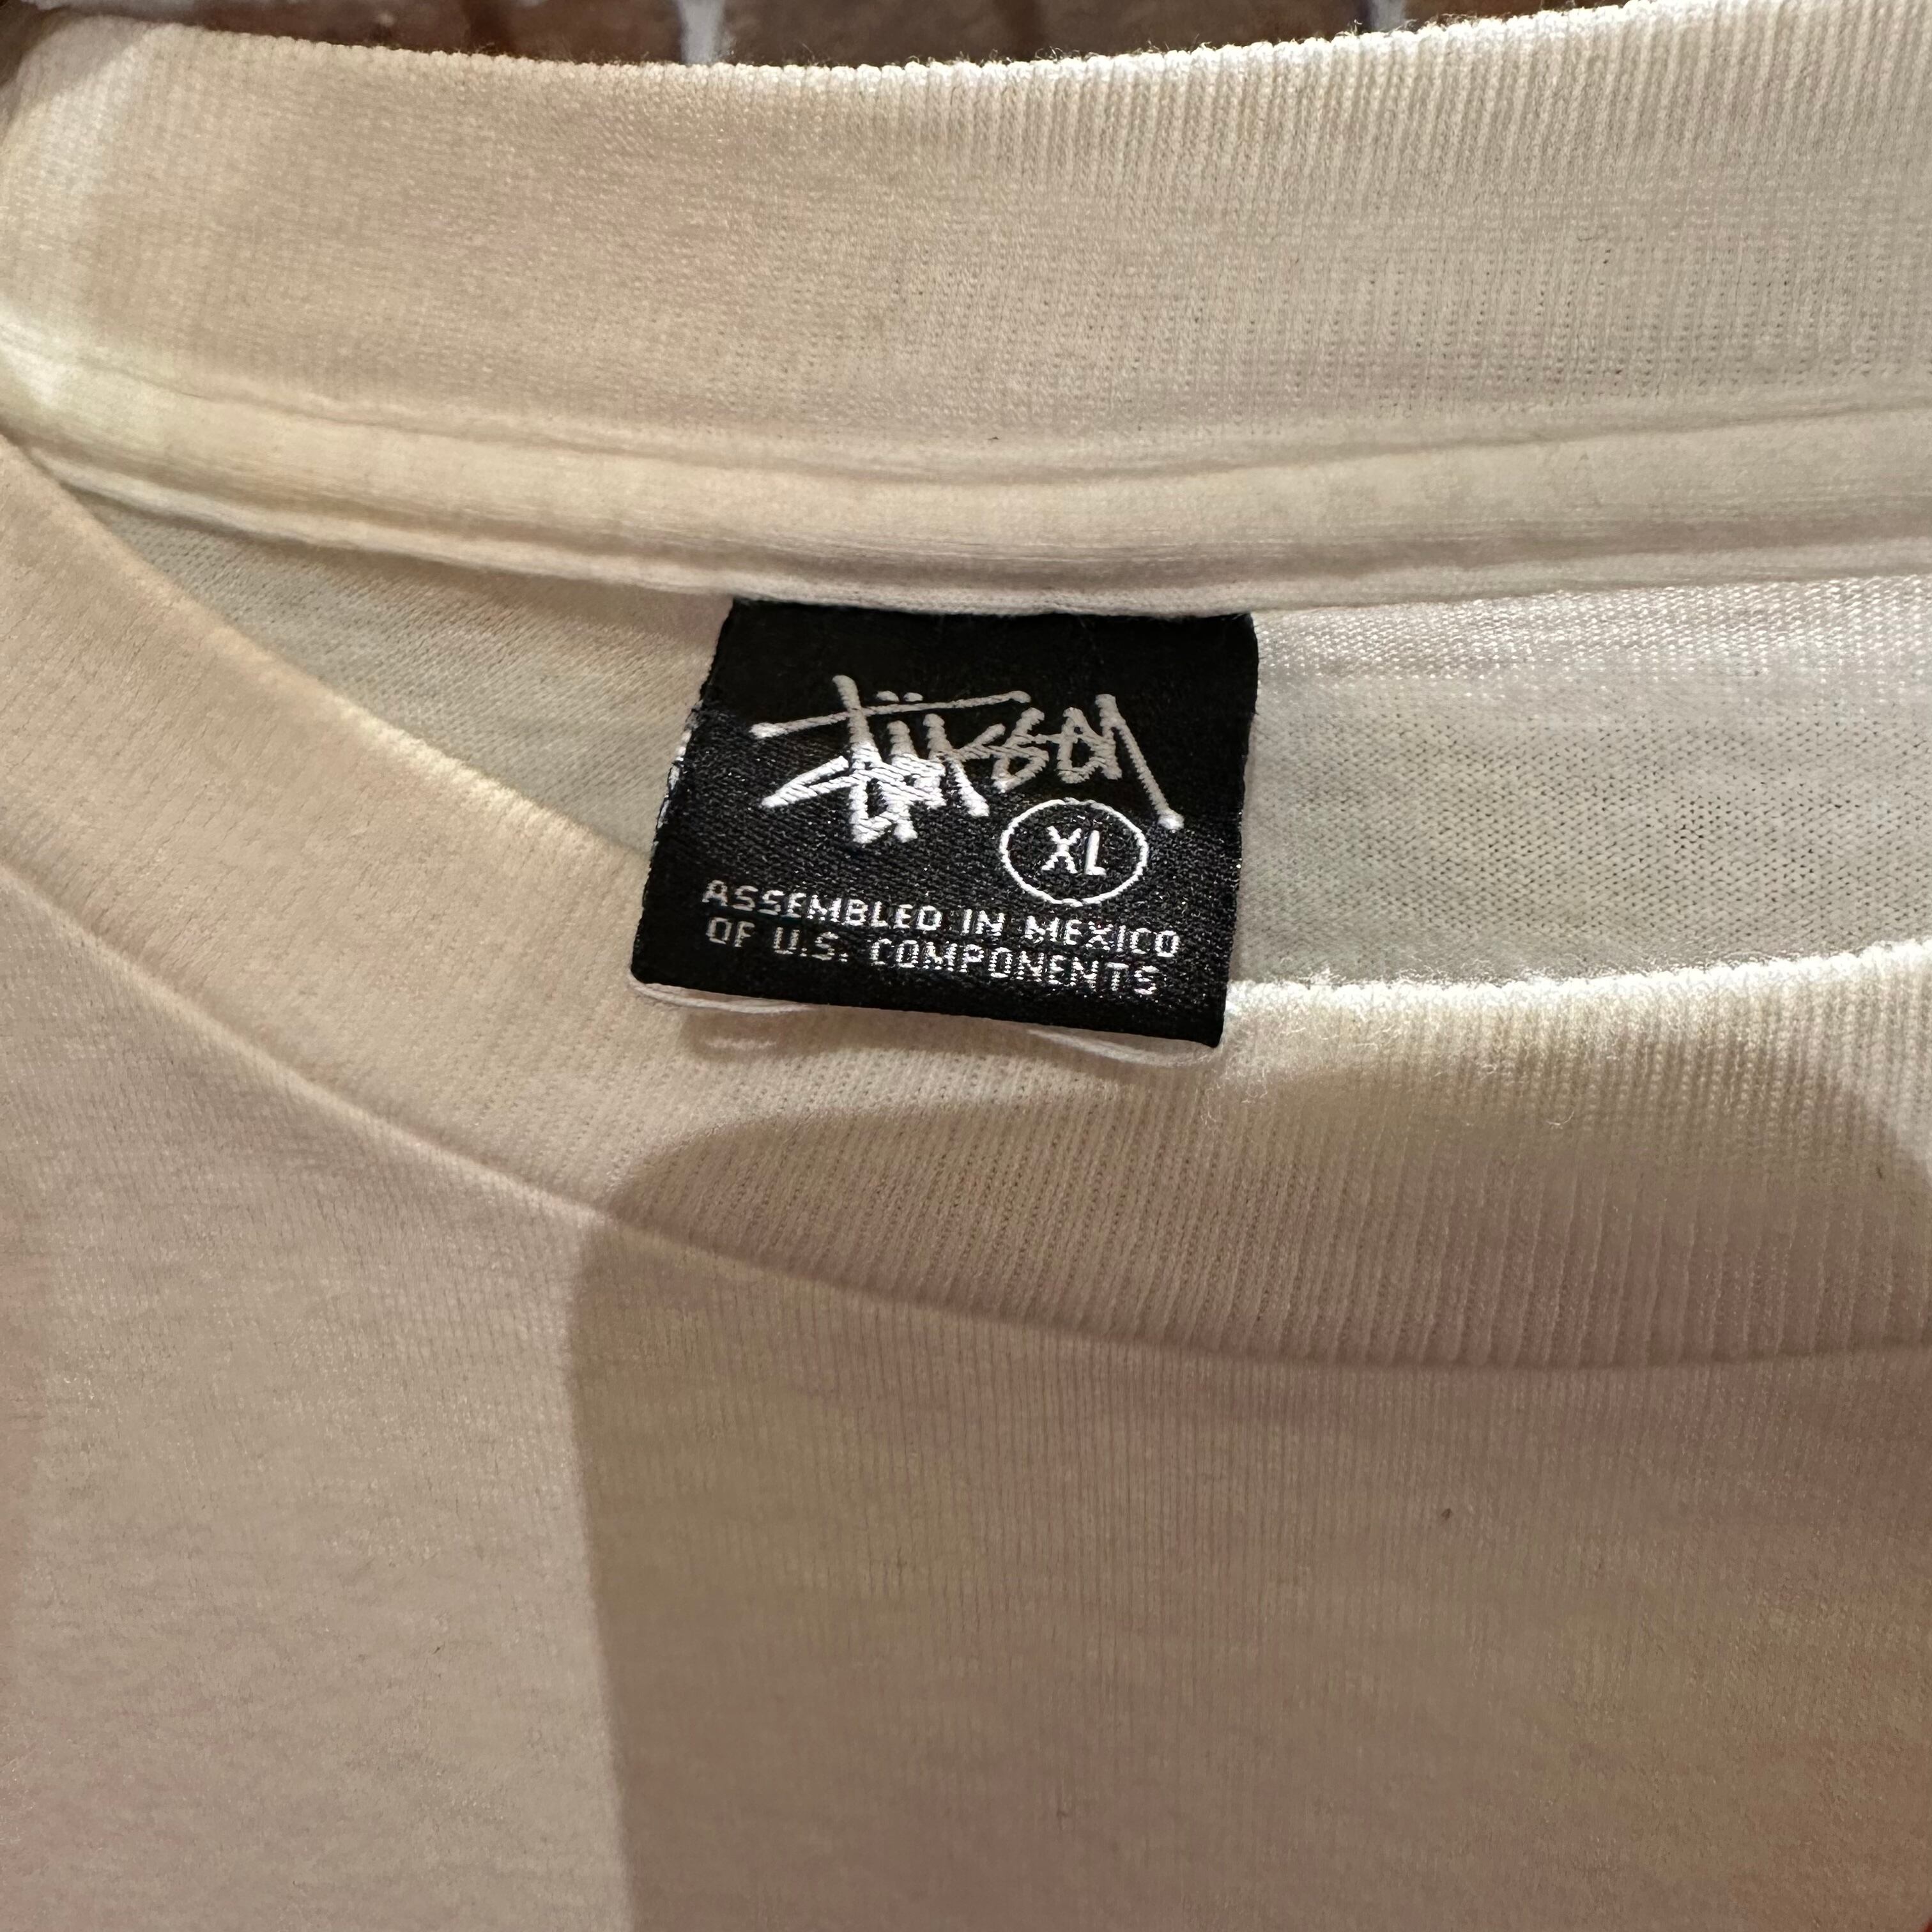 Stüssy
XL
ASSEMBLED IN MEXICO
OF U.S. COMPONENTS